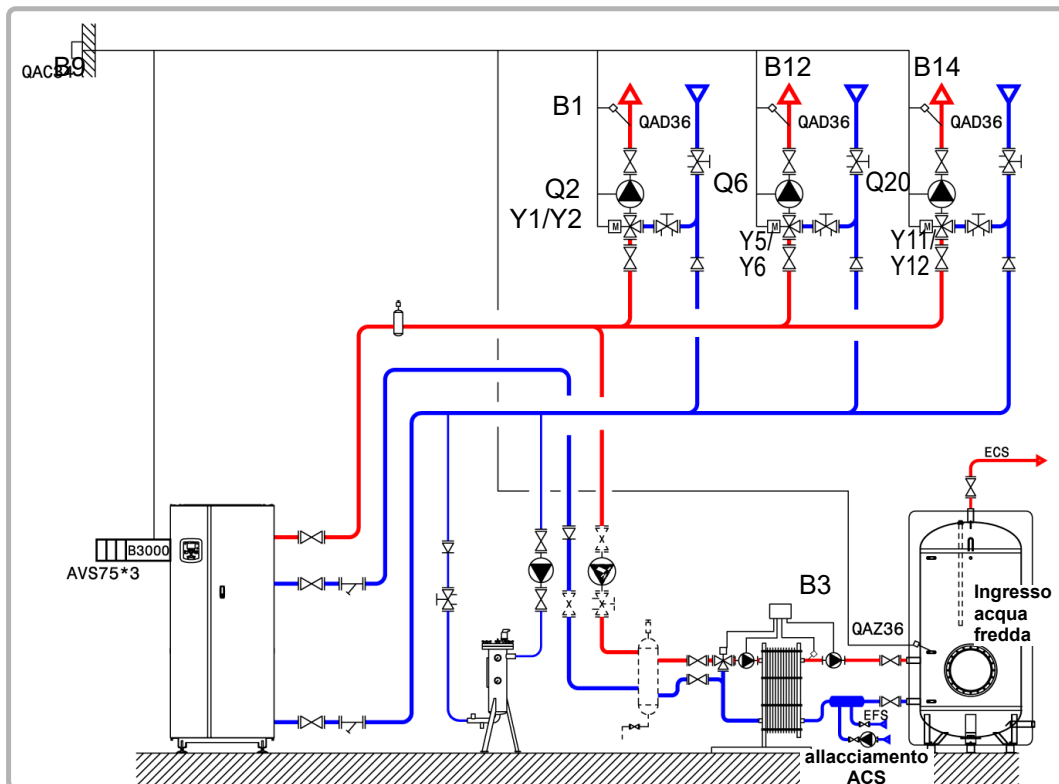 B9
QAC34
B1
QAD36
B12
QAD36
B14
QAD36
Q2
Y1/Y2
M
Q6
Y5/
Y6
M
Q20
Y11/
Y12
M
ECS
B3000
AVS75*3
B3
QAZ36
Ingresso
acqua
fredda
EFS
allacciamento
ACS